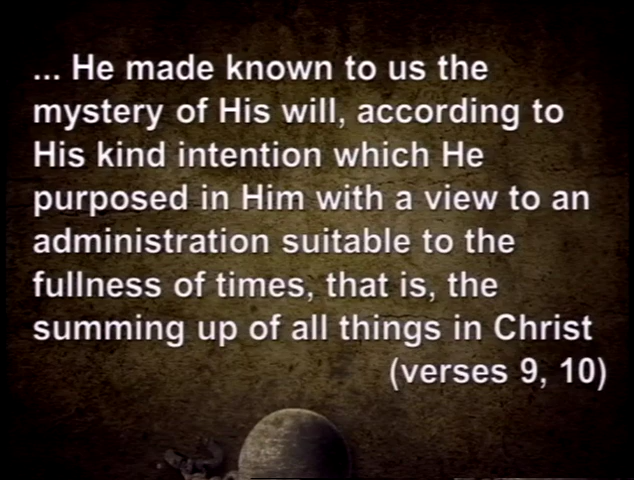 ... He made known to us the
mystery of His will, according to
His kind intention which He
purposed in Him with a view to an
administration suitable to the
fullness of times, that is, the
summing up of all things in Christ
(verses 9, 10)